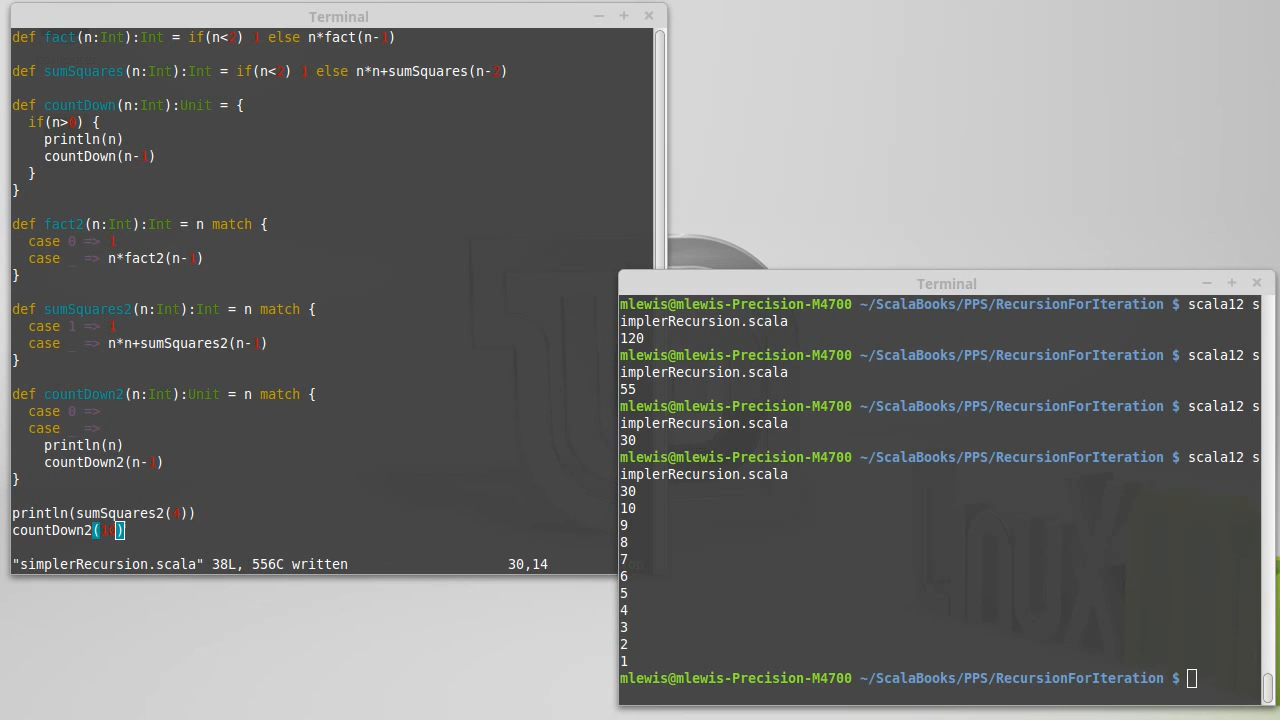 Terminal
def fact(n:Int):Int = if(n<2) 1 else n*fact(n-1)
def sumSquares(n:Int):Int = if(n<2) 1 else n*n+sumSquares(n-2)
def countDown(n:Int):Unit = {
if(n>0) {
println(n)
countDown(n-1)
}
}
def fact2(n:Int):Int = n match {
case 0 => 1
case _ => n*fact2(n-1)
}
def sumSquares2(n:Int):Int = n match {
case 1 => 1
case _ => n*n+sumSquares2(n-1)
}
def countDown2(n:Int):Unit = n match {
case 0 =>
case _ =>
println(n)
countDown2(n-1)
}
println(sumSquares2(4))
countDown2(10)
"simplerRecursion.scala" 38L, 556C written 30,14
Terminal
mlewis@mlewis-Precision-M4700 ~/ScalaBooks/PPS/RecursionForIteration $ scala12 s
implerRecursion.scala
120
mlewis@mlewis-Precision-M4700 ~/ScalaBooks/PPS/RecursionForIteration $ scala12 s
implerRecursion.scala
55
mlewis@mlewis-Precision-M4700 ~/ScalaBooks/PPS/RecursionForIteration $ scala12 s
implerRecursion.scala
30
mlewis@mlewis-Precision-M4700 ~/ScalaBooks/PPS/RecursionForIteration $ scala12 s
implerRecursion.scala
30
10
9
8
7
6
5
4
3
2
1
mlewis@mlewis-Precision-M4700 ~/ScalaBooks/PPS/RecursionForIteration $